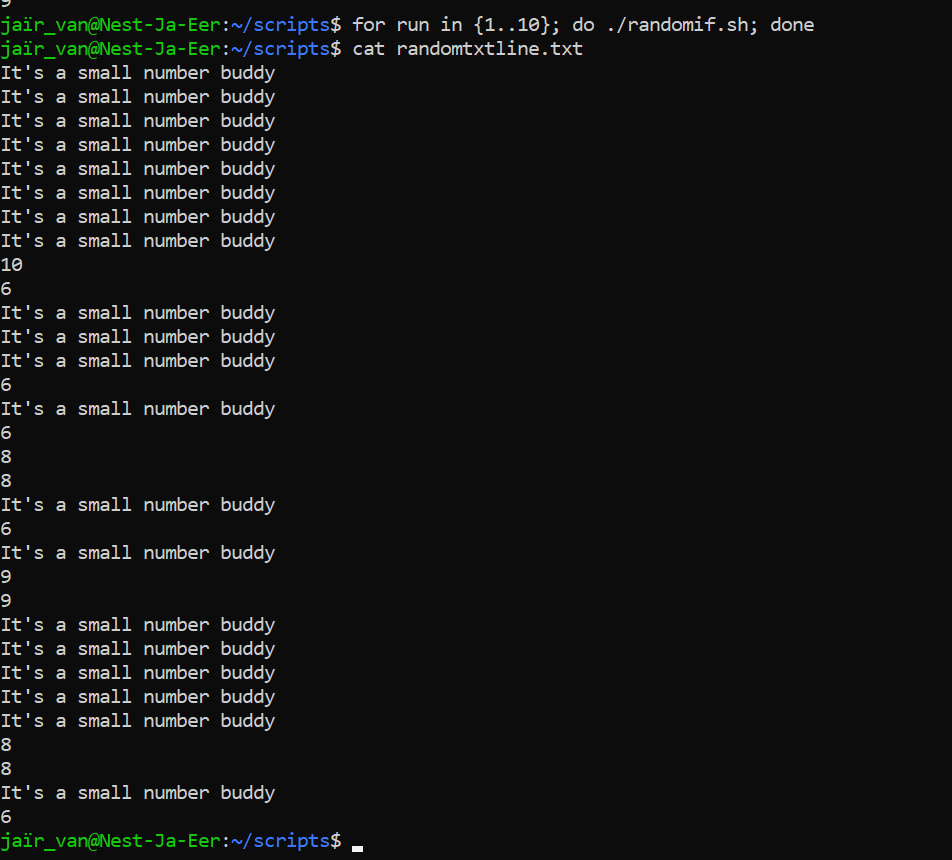 9
jaïr_van@Nest-Ja-Eer:~/scripts$ for run in {1..10}; do ./randomif.sh; done
jaïr_van@Nest-Ja-Eer:~/scripts$ cat randomtxtline.txt
It's a small number buddy
It's a small number buddy
It's a small number buddy
It's a small number buddy
It's a small number buddy
It's a small number buddy
It's a small number buddy
It's a small number buddy
10
6
It's a small number buddy
It's a small number buddy
It's a small number buddy
6
It's a small number buddy
6
8
8
It's a small number buddy
6
It's a small number buddy
9
9
It's a small number buddy
It's a small number buddy
It's a small number buddy
It's a small number buddy
It's a small number buddy
8
8
It's a small number buddy
6
jaïr_van@Nest-Ja-Eer:~/scripts$